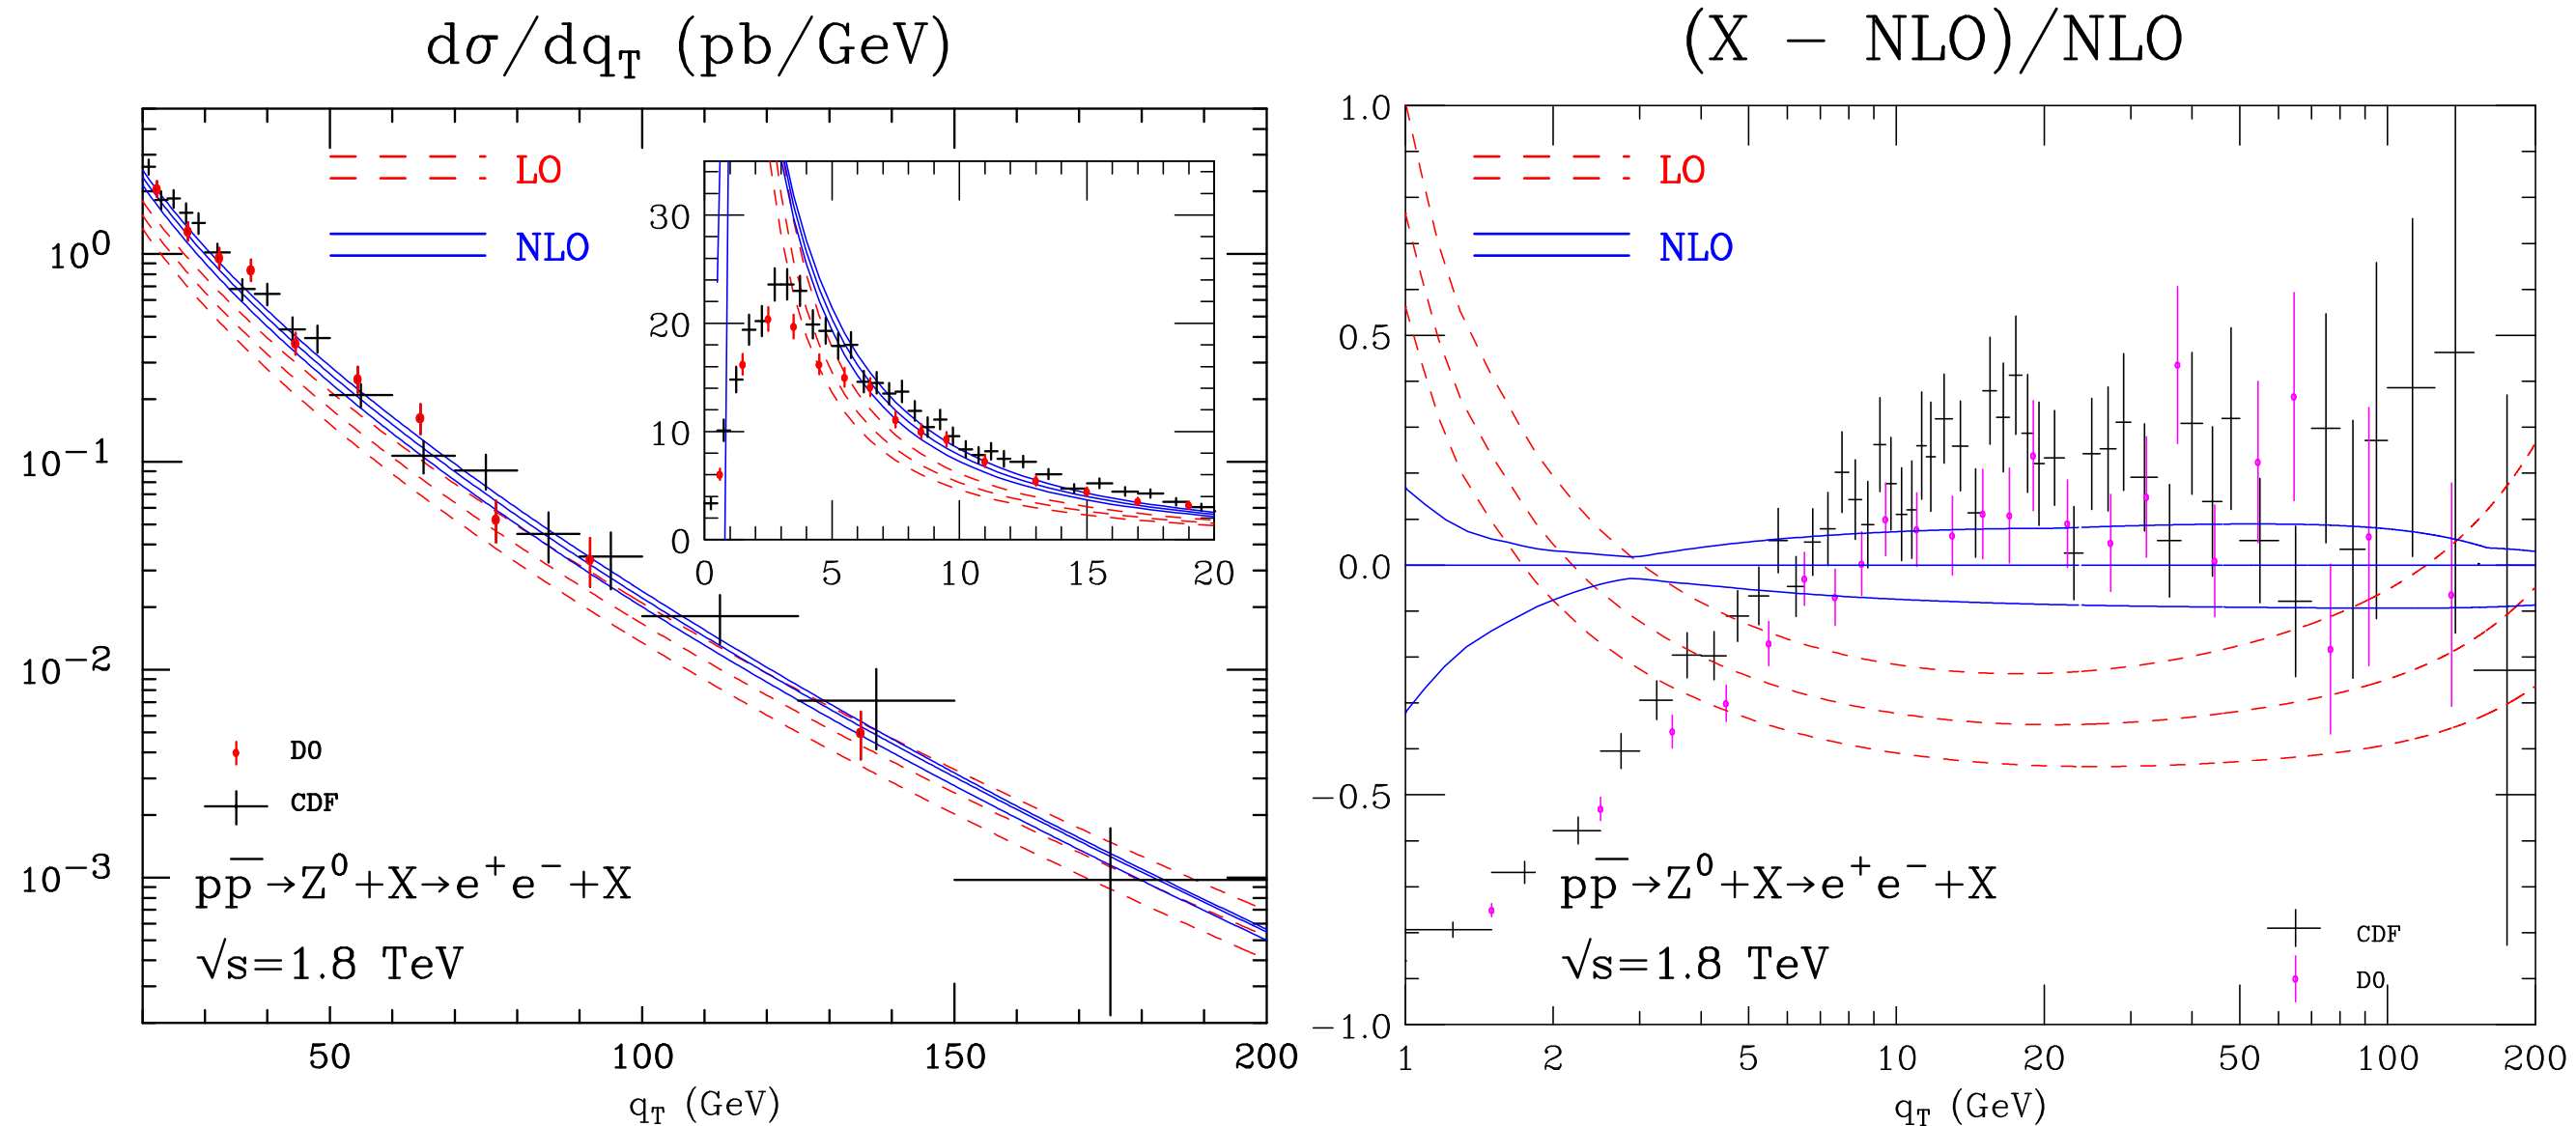 dσ/dq_T (pb/GeV)
LO
NLO
10^0
10^−1
10^−2
10^−3
30
20
10
0
0 5 10 15 20
D0
CDF
pp̅→Z^0+X→e^+e^−+X
√s=1.8 TeV
50 100 150 200
q_T (GeV)
(X − NLO)/NLO
1.0
0.5
0.0
−0.5
−1.0
LO
NLO
pp̅→Z^0+X→e^+e^−+X
√s=1.8 TeV
CDF
D0
1 2 5 10 20 50 100 200
q_T (GeV)